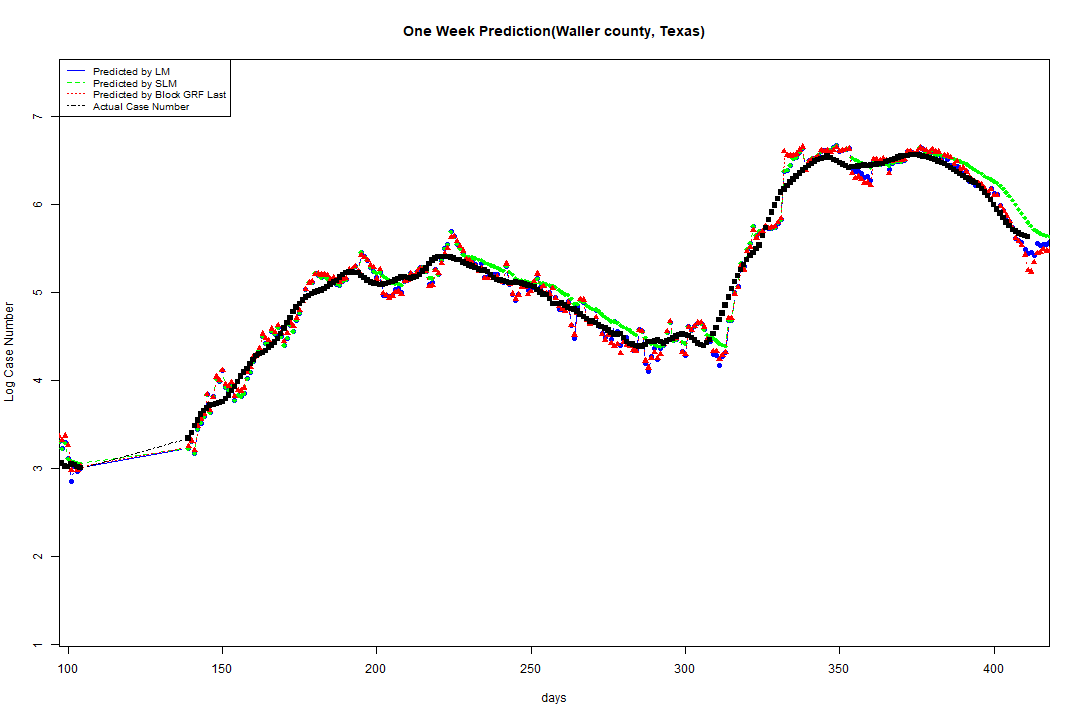 One Week Prediction(Waller county, Texas)
Predicted by LM
Predicted by SLM
Predicted by Block GRF Last
Actual Case Number
7
6
5
4
3
2
1
Log Case Number
100 150 200 250 300 350 400
days